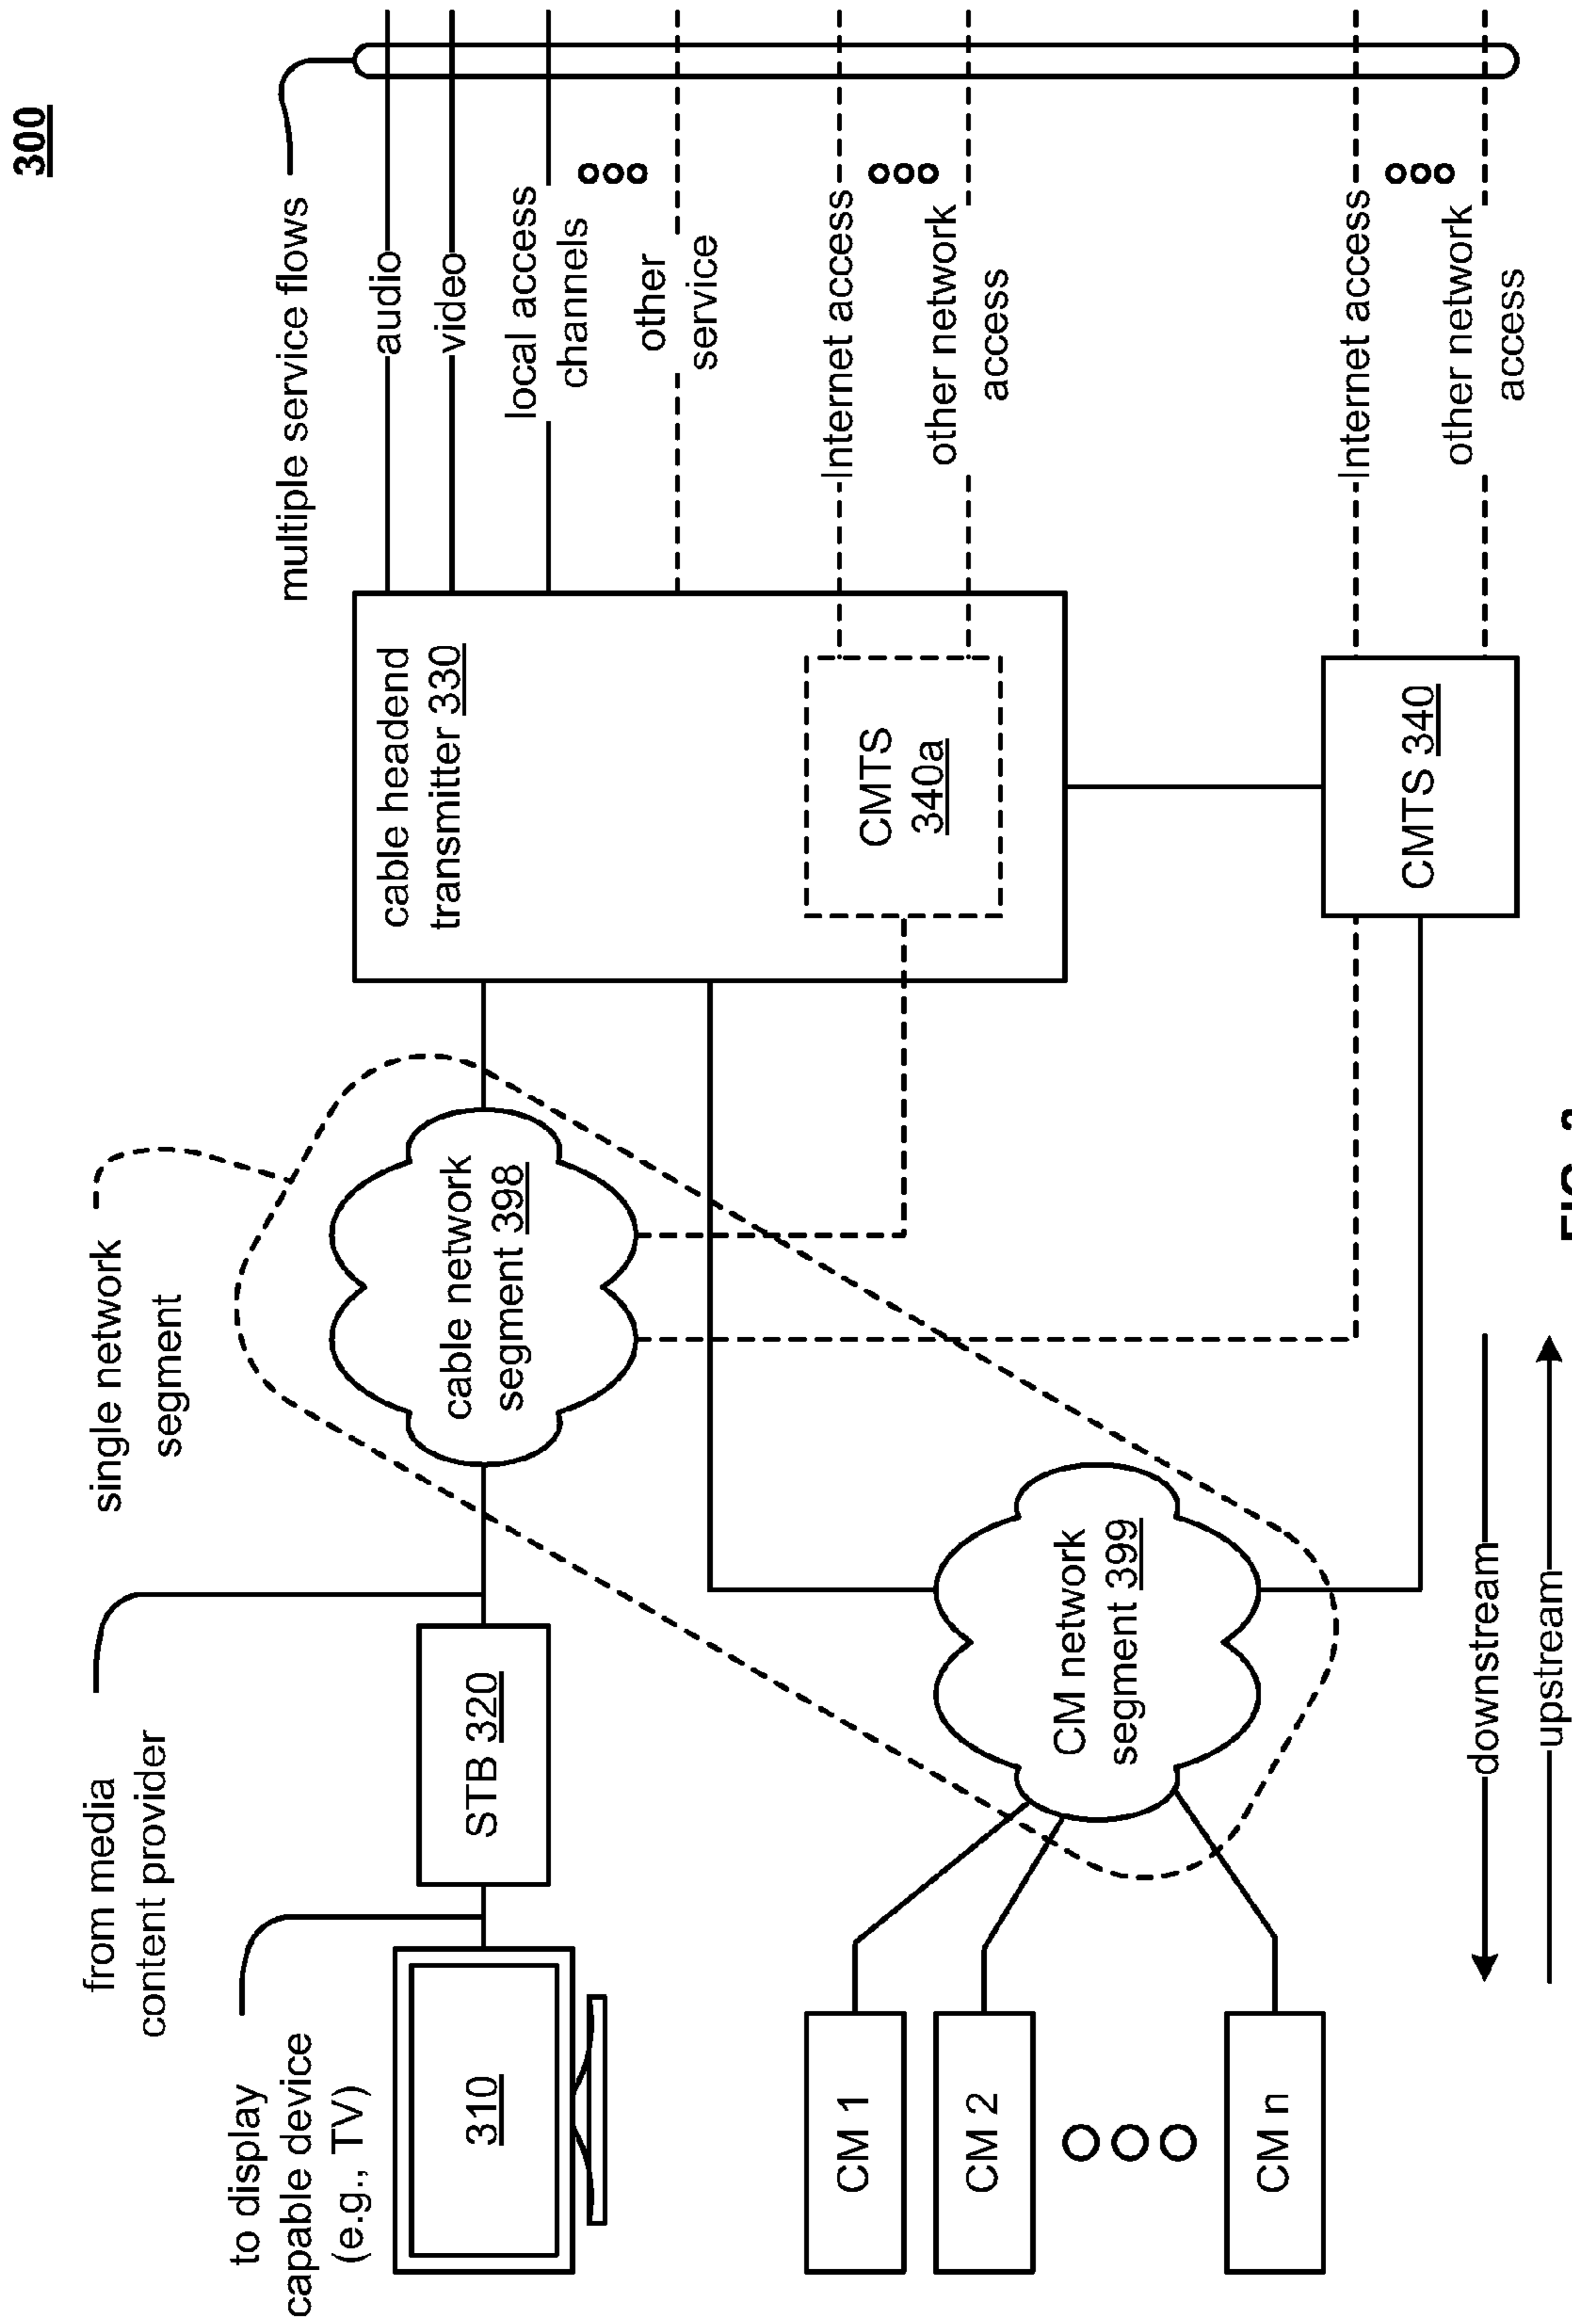 300
multiple service flows
audio
video
local access
channels
other
service
Internet access
other network
access
Internet access
other network
access
cable headend
transmitter 330
CMTS
340a
CMTS 340
single network
segment
cable network
segment 398
CM network
segment 399
from media
content provider
STB 320
to display
capable device
(e.g., TV)
310
CM 1
CM 2
CM n
downstream
upstream